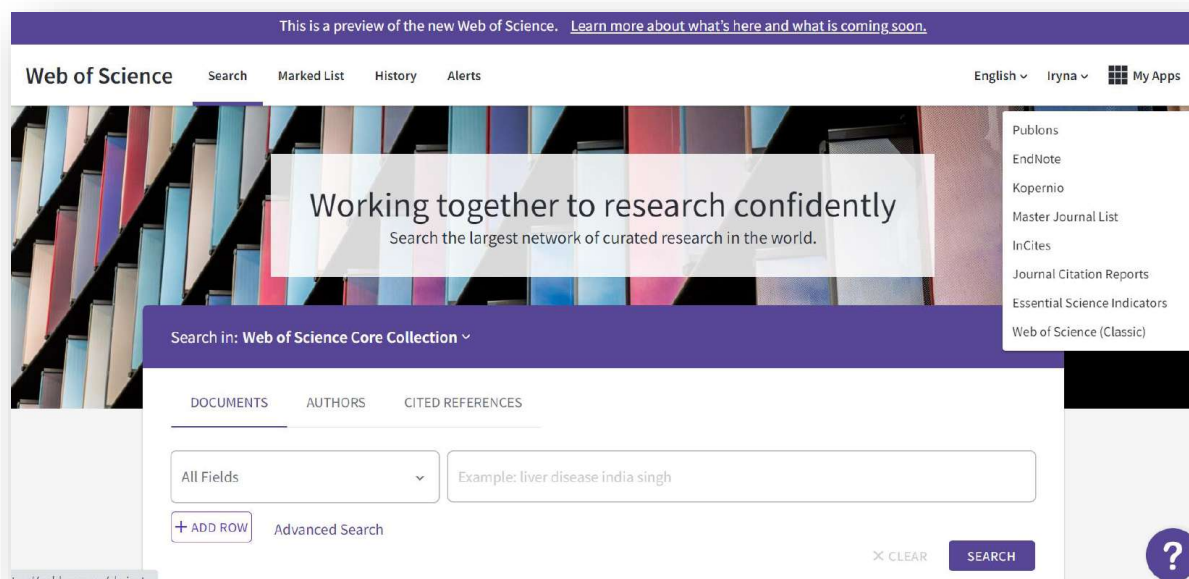 This is a preview of the new Web of Science. Learn more about what's here and what is coming soon.
Web of Science Search Marked List History Alerts English Iryna My Apps
Publons
EndNote
Kopernio
Master Journal List
InCites
Journal Citation Reports
Essential Science Indicators
Web of Science (Classic)
Working together to research confidently
Search the largest network of curated research in the world.
Search in: Web of Science Core Collection
DOCUMENTS AUTHORS CITED REFERENCES
All Fields Example: liver disease india singh
+ ADD ROW Advanced Search
× CLEAR SEARCH
?